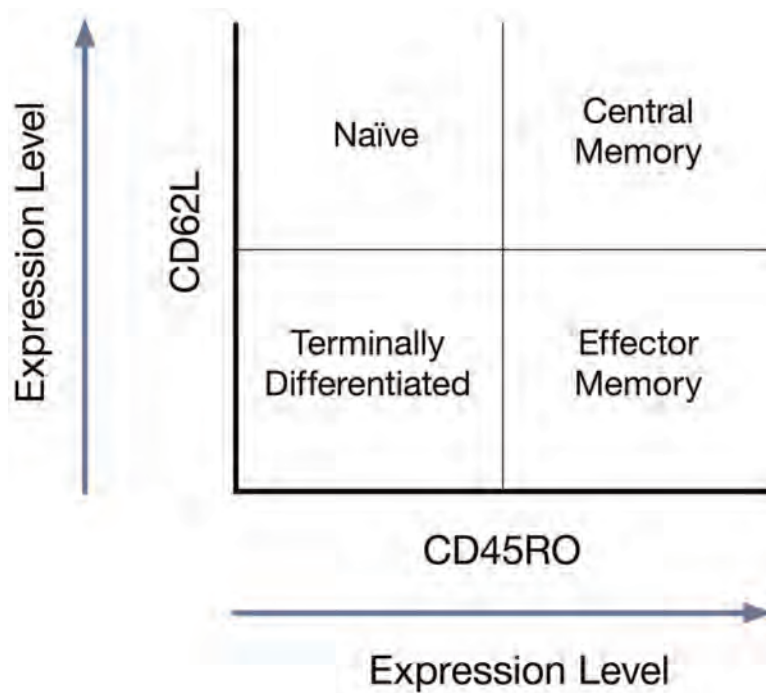 Expression Level
CD62L
Naïve
Central
Memory
Terminally
Differentiated
Effector
Memory
CD45RO
Expression Level